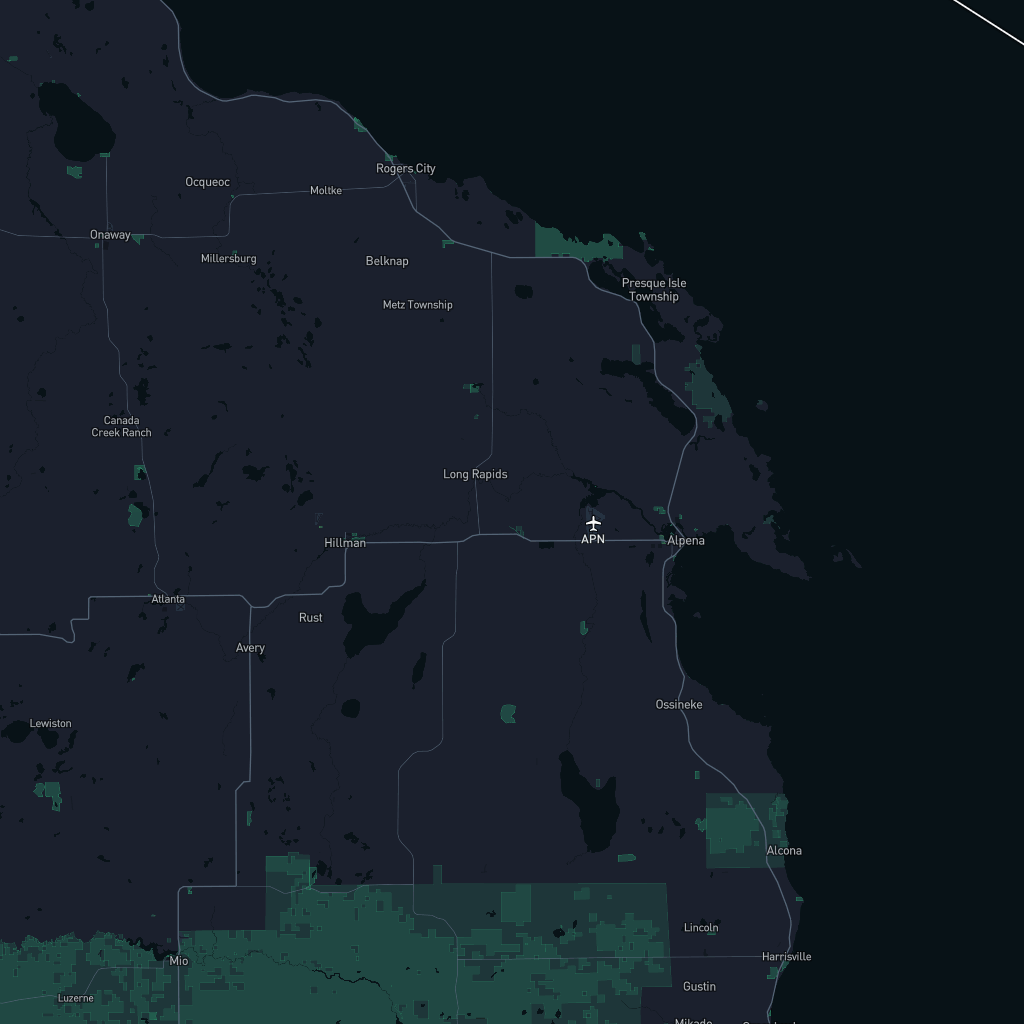 Rogers City
Ocqueoc
Moltke
Onaway
Millersburg
Belknap
Presque Isle
Township
Metz Township
Canada
Creek Ranch
Long Rapids
APN
Alpena
Hillman
Atlanta
Rust
Avery
Ossineke
Lewiston
Alcona
Lincoln
Harrisville
Mio
Gustin
Luzerne
Mikado